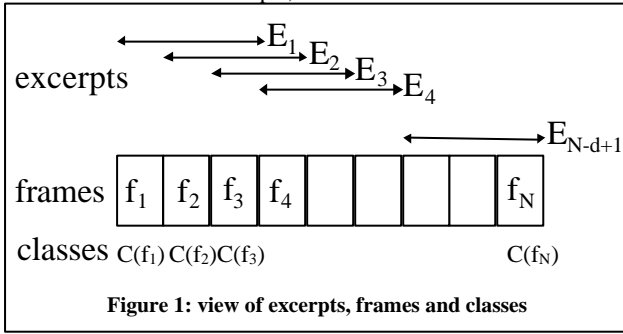 E1
E2
excerpts E3
E4
EN-d+1
frames f1 f2 f3 f4 fN
classes C(f1) C(f2) C(f3) C(fN)
Figure 1: view of excerpts, frames and classes